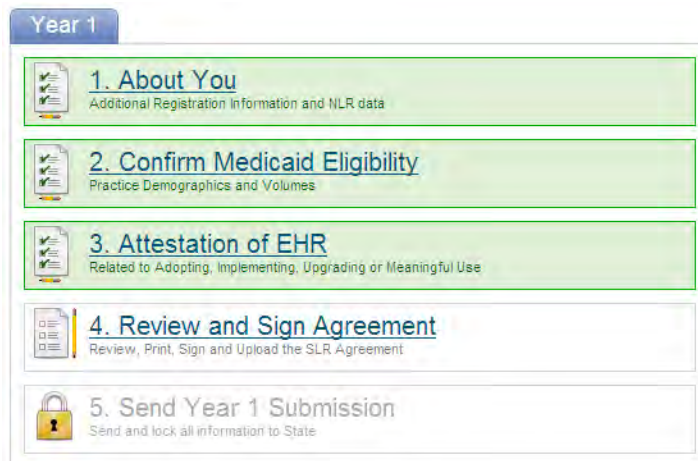 Year 1
1. About You
Additional Registration Information and NLR data
2. Confirm Medicaid Eligibility
Practice Demographics and Volumes
3. Attestation of EHR
Related to Adopting, Implementing, Upgrading or Meaningful Use
4. Review and Sign Agreement
Review, Print, Sign and Upload the SLR Agreement
5. Send Year 1 Submission
Send and lock all information to State